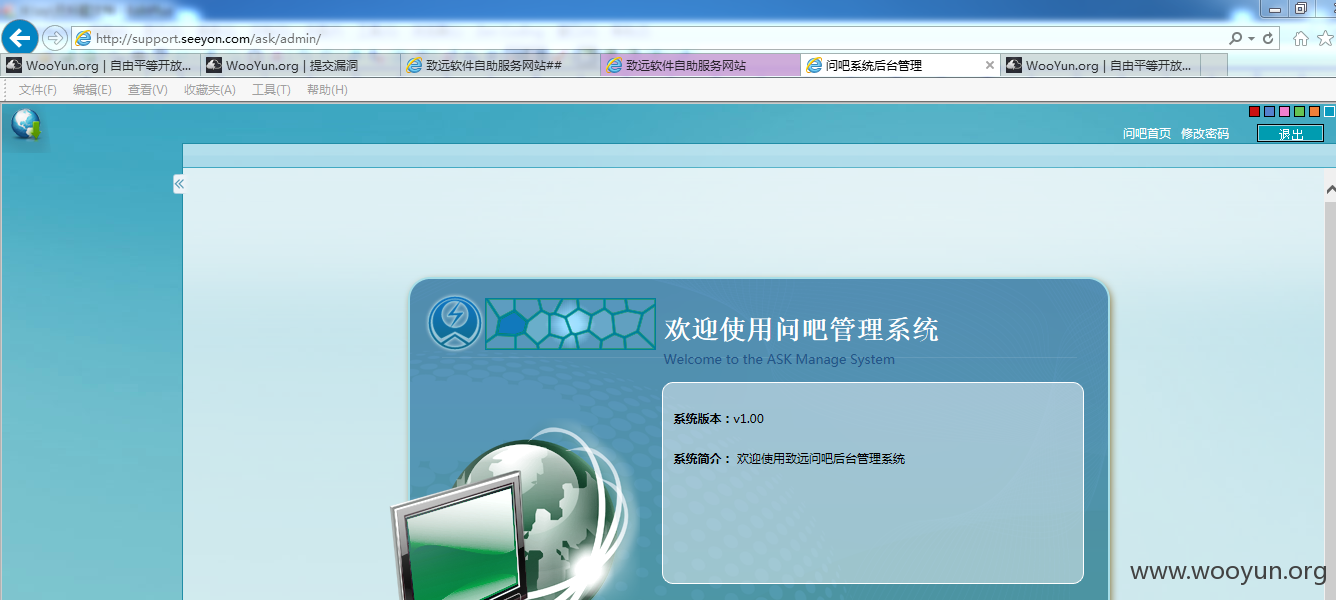 http://support.seeyon.com/ask/admin/
WooYun.org | 自由平等开放...
WooYun.org | 提交漏洞
致远软件自助服务网站##
致远软件自助服务网站
问吧系统后台管理
WooYun.org | 自由平等开放...
文件(F) 编辑(E) 查看(V) 收藏夹(A) 工具(T) 帮助(H)
问吧首页 修改密码 退出
欢迎使用问吧管理系统
Welcome to the ASK Manage System
系统版本：v1.00
系统简介： 欢迎使用致远问吧后台管理系统
www.wooyun.org